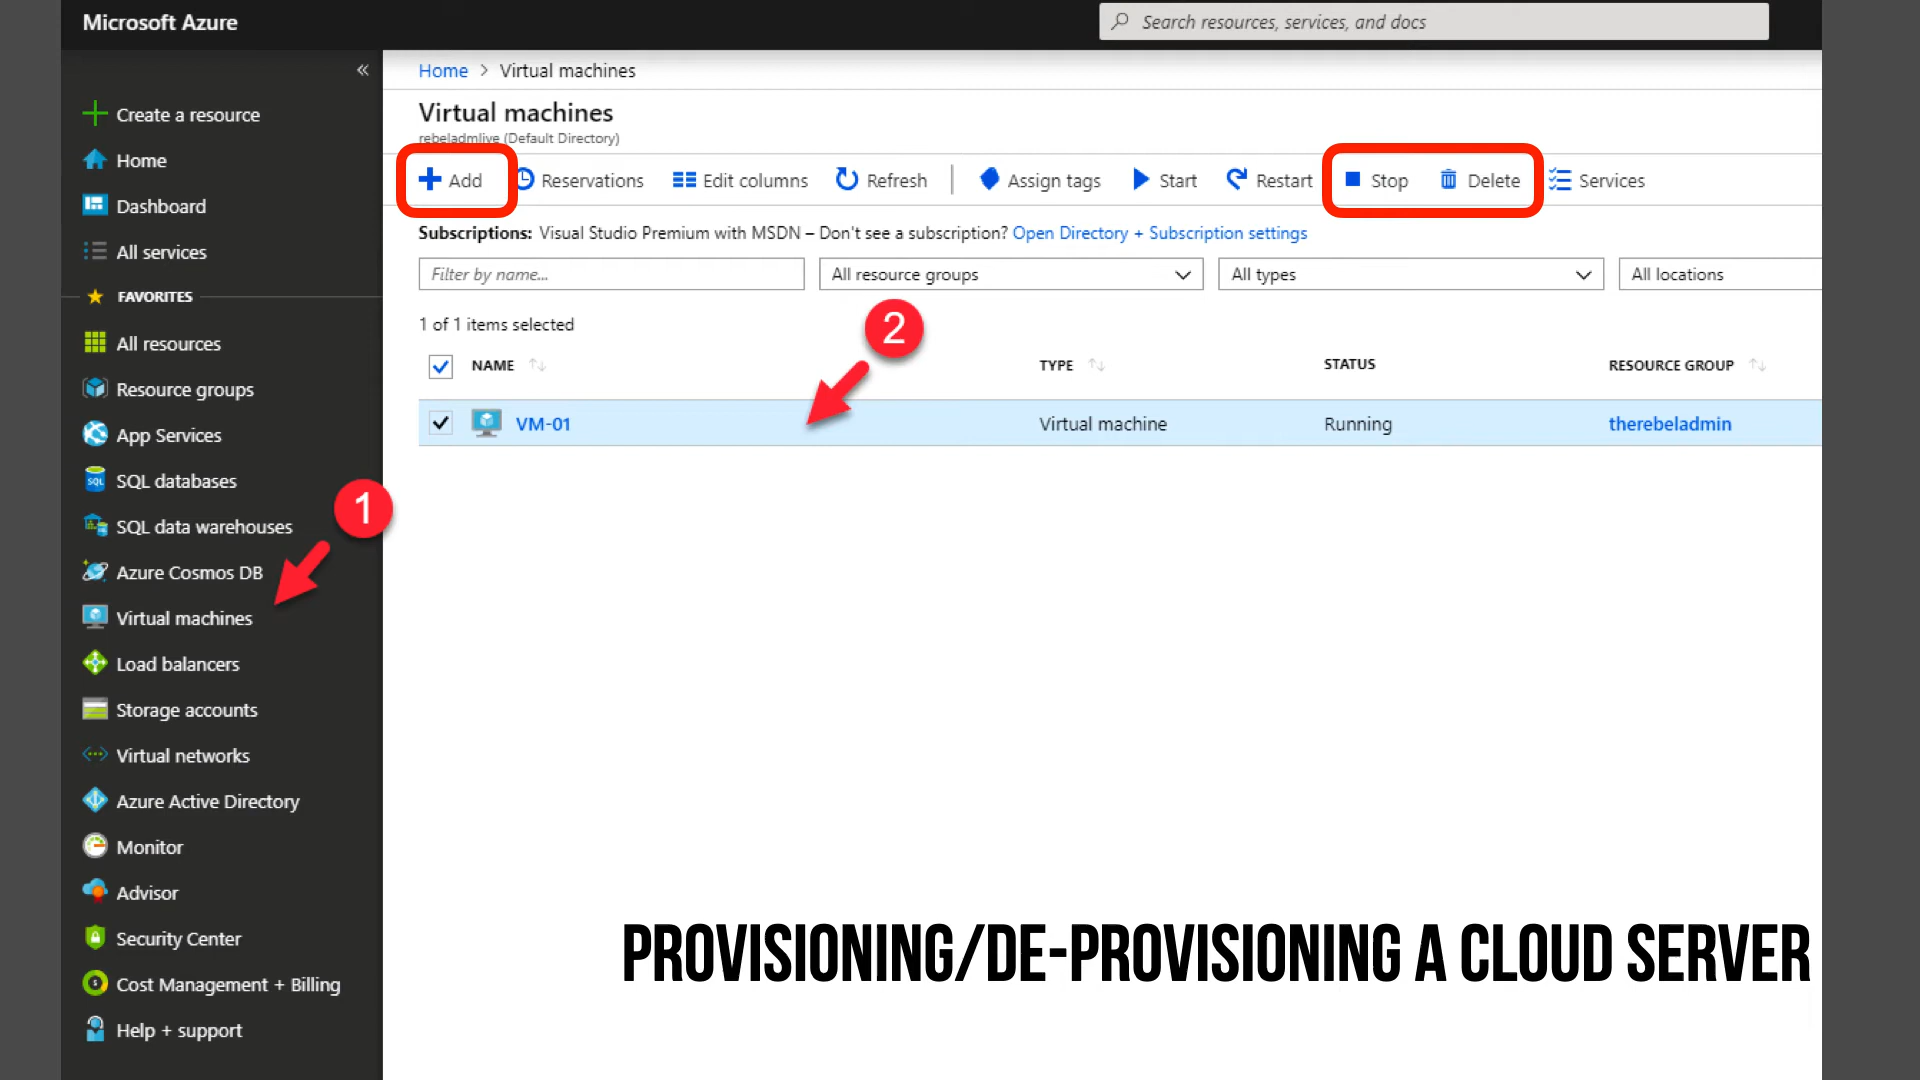 Microsoft Azure
Search resources, services, and docs
«
Create a resource
Home
Dashboard
All services
FAVORITES
All resources
Resource groups
App Services
SQL databases
SQL data warehouses
Azure Cosmos DB
Virtual machines
Load balancers
Storage accounts
Virtual networks
Azure Active Directory
Monitor
Advisor
Security Center
Cost Management + Billing
Help + support
1
Home > Virtual machines
Virtual machines
rebeladmlive (Default Directory)
Add Reservations Edit columns Refresh Assign tags Start Restart Stop Delete Services
Subscriptions: Visual Studio Premium with MSDN – Don't see a subscription? Open Directory + Subscription settings
Filter by name... All resource groups All types All locations
1 of 1 items selected
2
NAME TYPE STATUS RESOURCE GROUP
VM-01 Virtual machine Running therebeladmin
PROVISIONING/DE-PROVISIONING A CLOUD SERVER